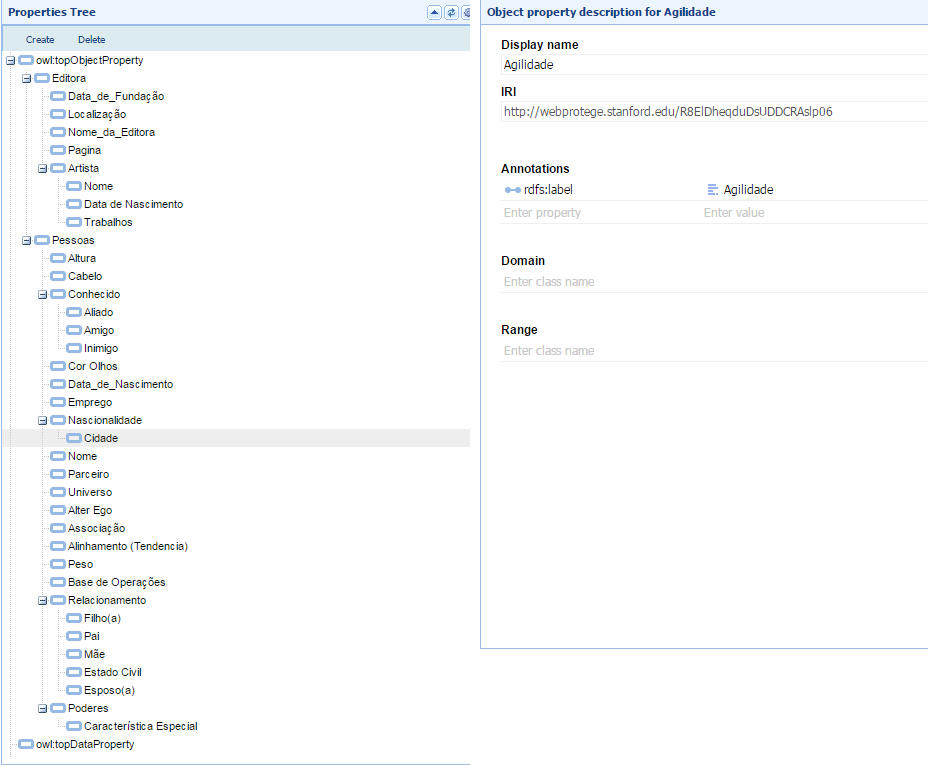 Properties Tree
Create Delete
owl:topObjectProperty
Editora
Data_de_Fundação
Localização
Nome_da_Editora
Pagina
Artista
Nome
Data de Nascimento
Trabalhos
Pessoas
Altura
Cabelo
Conhecido
Aliado
Amigo
Inimigo
Cor Olhos
Data_de_Nascimento
Emprego
Nascionalidade
Cidade
Nome
Parceiro
Universo
Alter Ego
Associação
Alinhamento (Tendencia)
Peso
Base de Operações
Relacionamento
Filho(a)
Pai
Mãe
Estado Civil
Esposo(a)
Poderes
Característica Especial
owl:topDataProperty
Object property description for Agilidade
Display name
Agilidade
IRI
http://webprotege.stanford.edu/R8ElDheqduDsUDDCRAslp06
Annotations
rdfs:label Agilidade
Enter property Enter value
Domain
Enter class name
Range
Enter class name